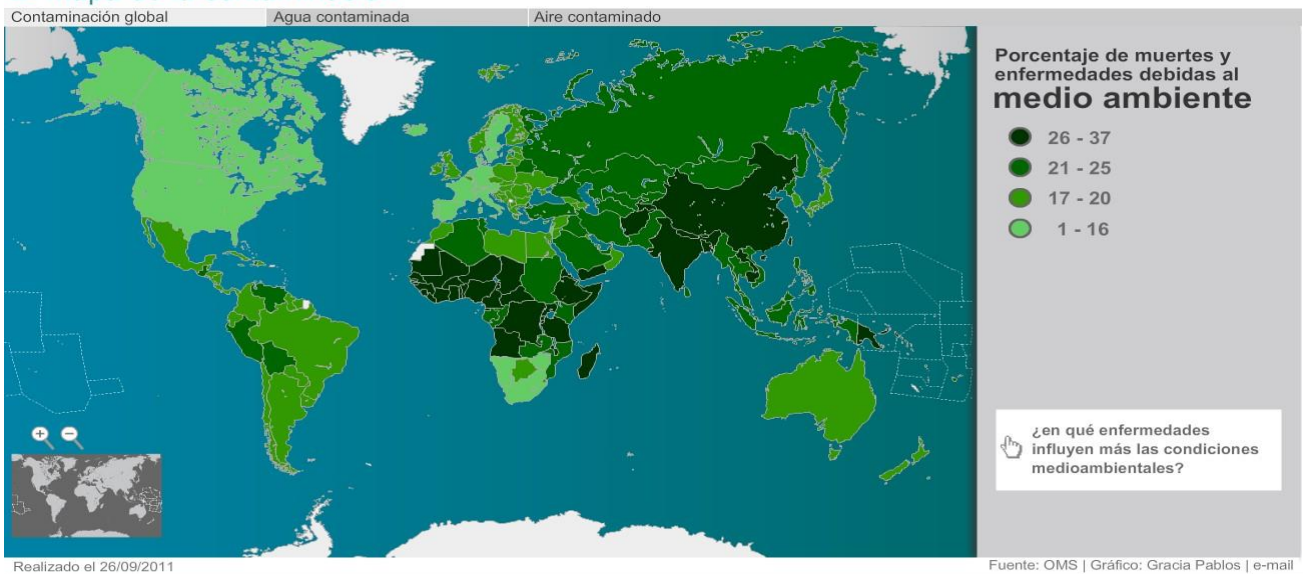 Contaminación global
Agua contaminada
Aire contaminado
Porcentaje de muertes y
enfermedades debidas al
medio ambiente
26 - 37
21 - 25
17 - 20
1 - 16
¿en qué enfermedades
influyen más las condiciones
medioambientales?
Realizado el 26/09/2011
Fuente: OMS | Gráfico: Gracia Pablos | e-mail